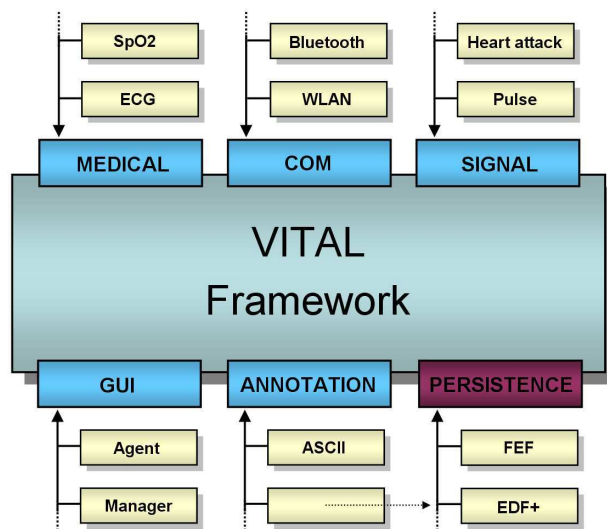 SpO2
Bluetooth
Heart attack
ECG
WLAN
Pulse
MEDICAL
COM
SIGNAL
VITAL
Framework
GUI
ANNOTATION
PERSISTENCE
Agent
ASCII
FEF
Manager
EDF+